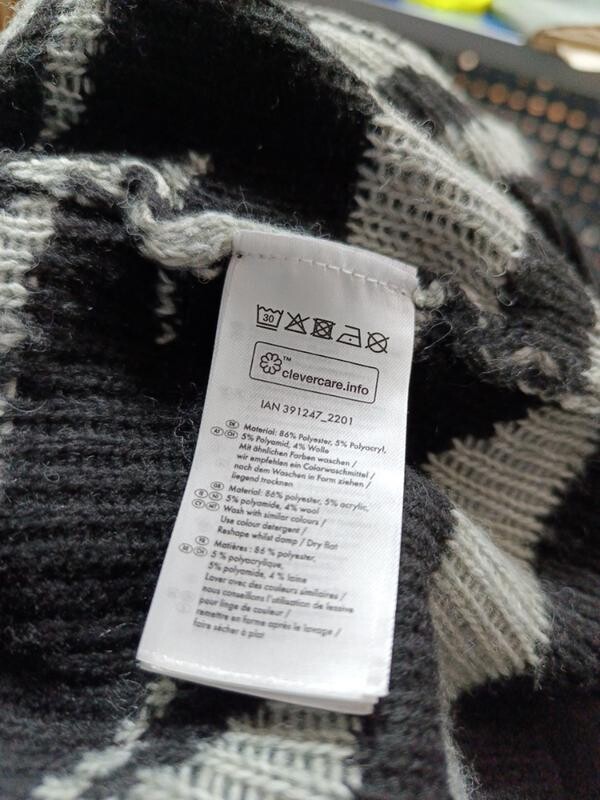 30
™
clevercare.info
IAN 391247_2201
DE AT CH Material: 86% Polyester, 5% Polyacryl,
5% Polyamid, 4% Wolle
Mit ähnlichen Farben waschen /
wir empfehlen ein Colorwaschmittel /
nach dem Waschen in Form ziehen /
liegend trocknen
GB IE NI Material: 86% polyester, 5% acrylic,
CY MT 5% polyamide, 4% wool
Wash with similar colours /
Use colour detergent /
Reshape whilst damp / Dry flat
FR BE CH Matières : 86 % polyester,
5 % polyacrylique,
5% polyamide, 4 % laine
Laver avec des couleurs similaires /
nous conseillons l'utilisation de lessive
pour linge de couleur /
remettre en forme après le lavage /
faire sécher à plat